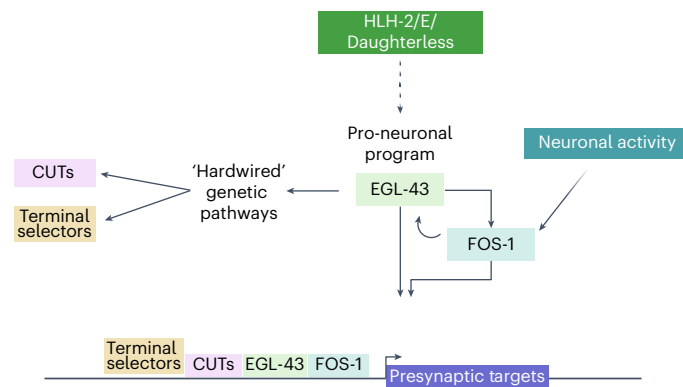 HLH-2/E/
Daughterless
Pro-neuronal
program
Neuronal activity
CUTs
'Hardwired'
genetic
pathways
EGL-43
Terminal
selectors
FOS-1
Terminal
selectors
CUTs
EGL-43
FOS-1
Presynaptic targets